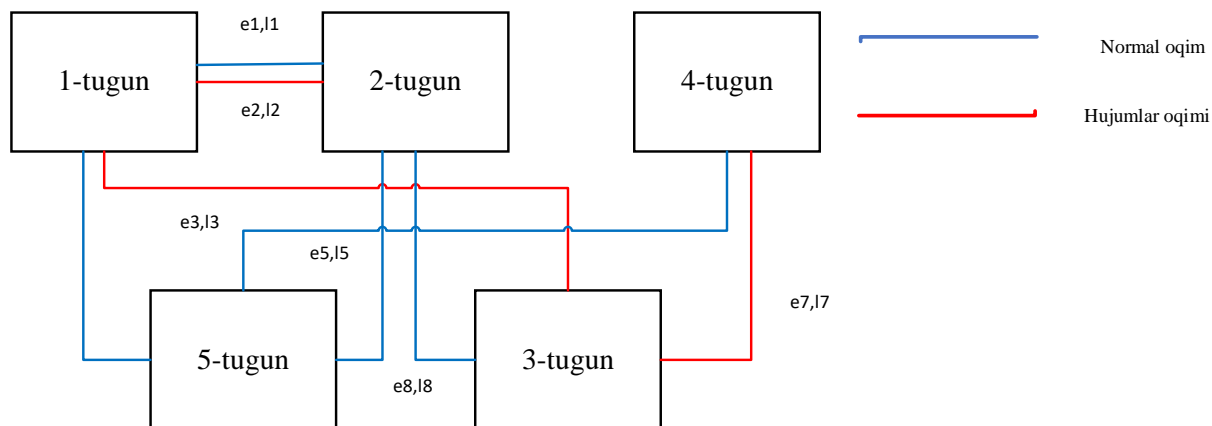 e1,l1
1-tugun
2-tugun
4-tugun
Normal oqim
e2,l2
Hujumlar oqimi
e3,l3
e5,l5
e7,l7
5-tugun
3-tugun
e8,l8